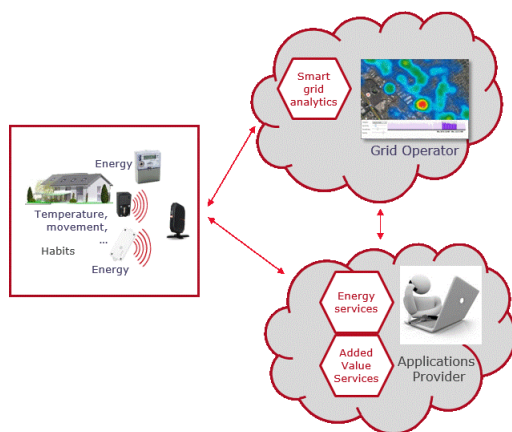 Smart
grid
analytics
Grid Operator
Energy
Temperature,
movement,
...
Habits
Energy
Energy
services
Added
Value
Services
Applications
Provider